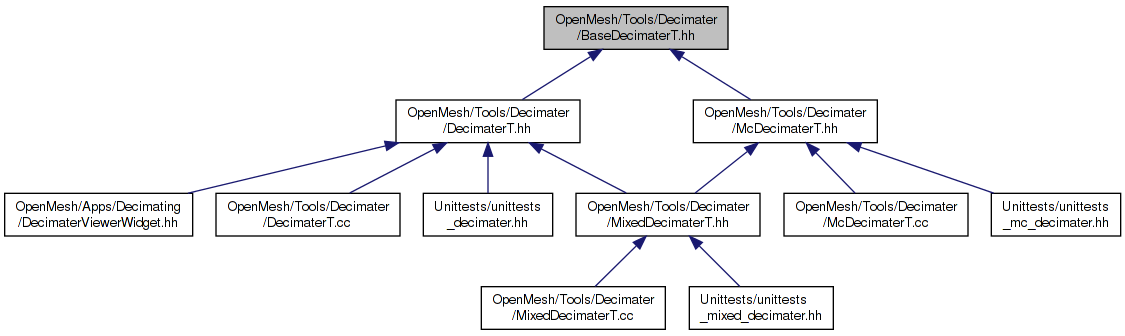 OpenMesh/Tools/Decimater
/BaseDecimaterT.hh
OpenMesh/Tools/Decimater
/DecimaterT.hh
OpenMesh/Tools/Decimater
/McDecimaterT.hh
OpenMesh/Apps/Decimating
/DecimaterViewerWidget.hh
OpenMesh/Tools/Decimater
/DecimaterT.cc
Unittests/unittests
_decimater.hh
OpenMesh/Tools/Decimater
/MixedDecimaterT.hh
OpenMesh/Tools/Decimater
/McDecimaterT.cc
Unittests/unittests
_mc_decimater.hh
OpenMesh/Tools/Decimater
/MixedDecimaterT.cc
Unittests/unittests
_mixed_decimater.hh